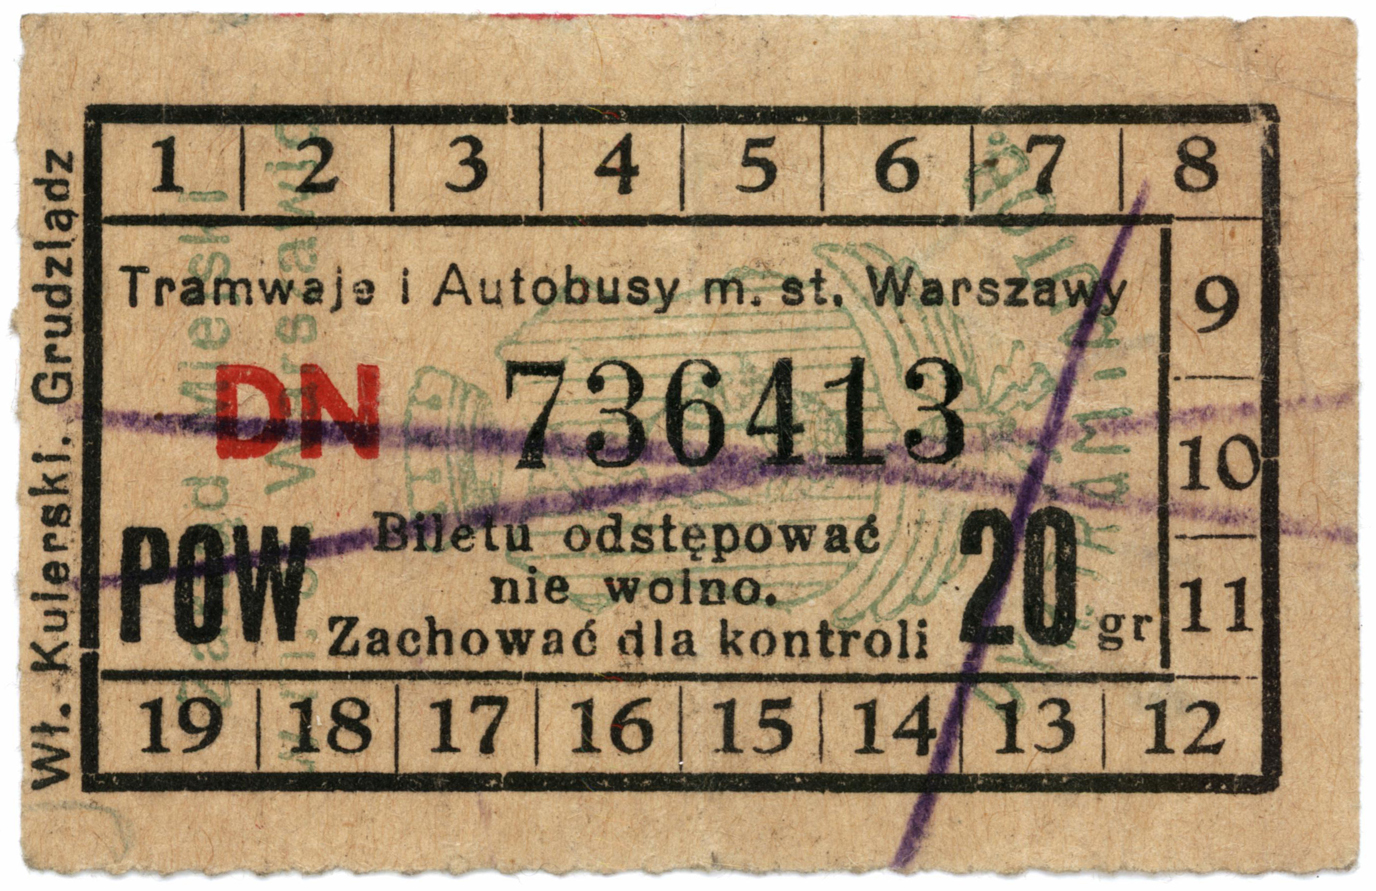 1 2 3 4 5 6 7 8
Tramwaje i Autobusy m. st. Warszawy
9
DN 736413
10
POW
Biletu odstępować
nie wolno.
Zachować dla kontroli
20 gr
11
19 18 17 16 15 14 13 12
Wł. Kulerski, Grudziądz